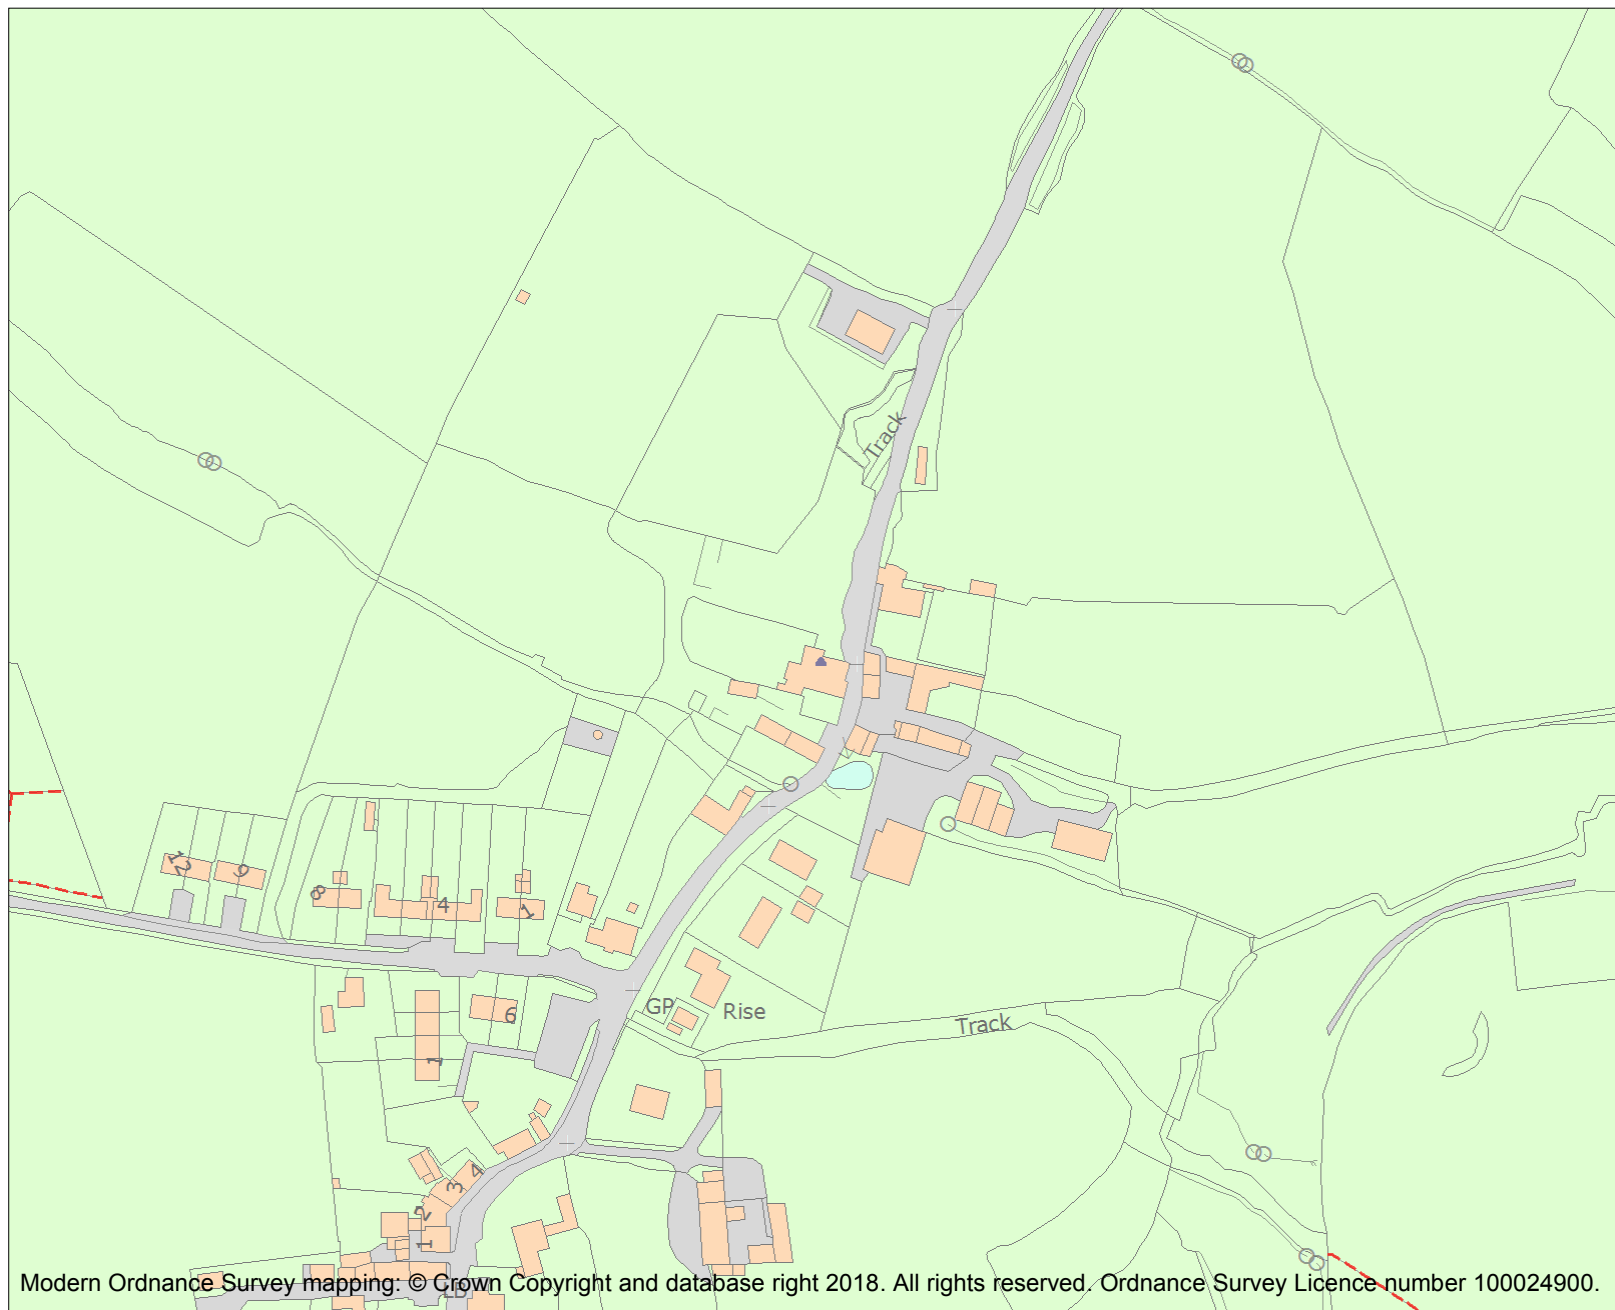 Track
12
9
8
4
1
GP
Rise
6
Track
1
4
3
2
1
LB
Modern Ordnance Survey mapping: © Crown Copyright and database right 2018. All rights reserved. Ordnance Survey Licence number 100024900.